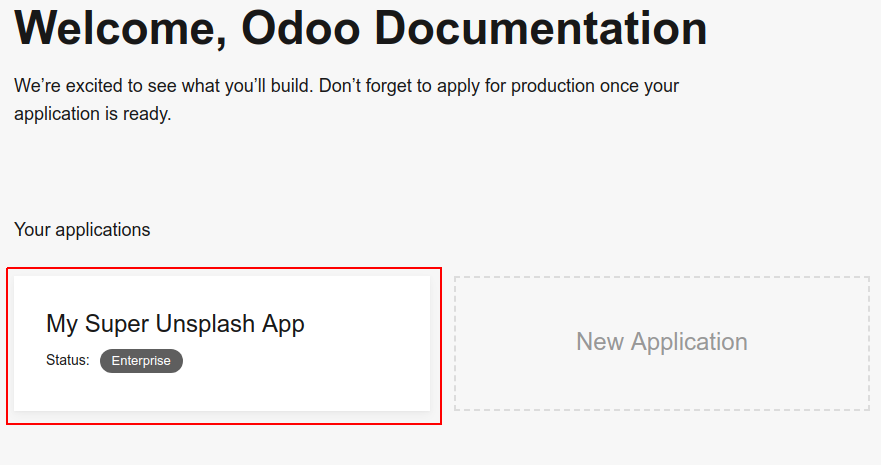 Welcome, Odoo Documentation
We’re excited to see what you’ll build. Don’t forget to apply for production once your
application is ready.
Your applications
My Super Unsplash App
Status: Enterprise
New Application